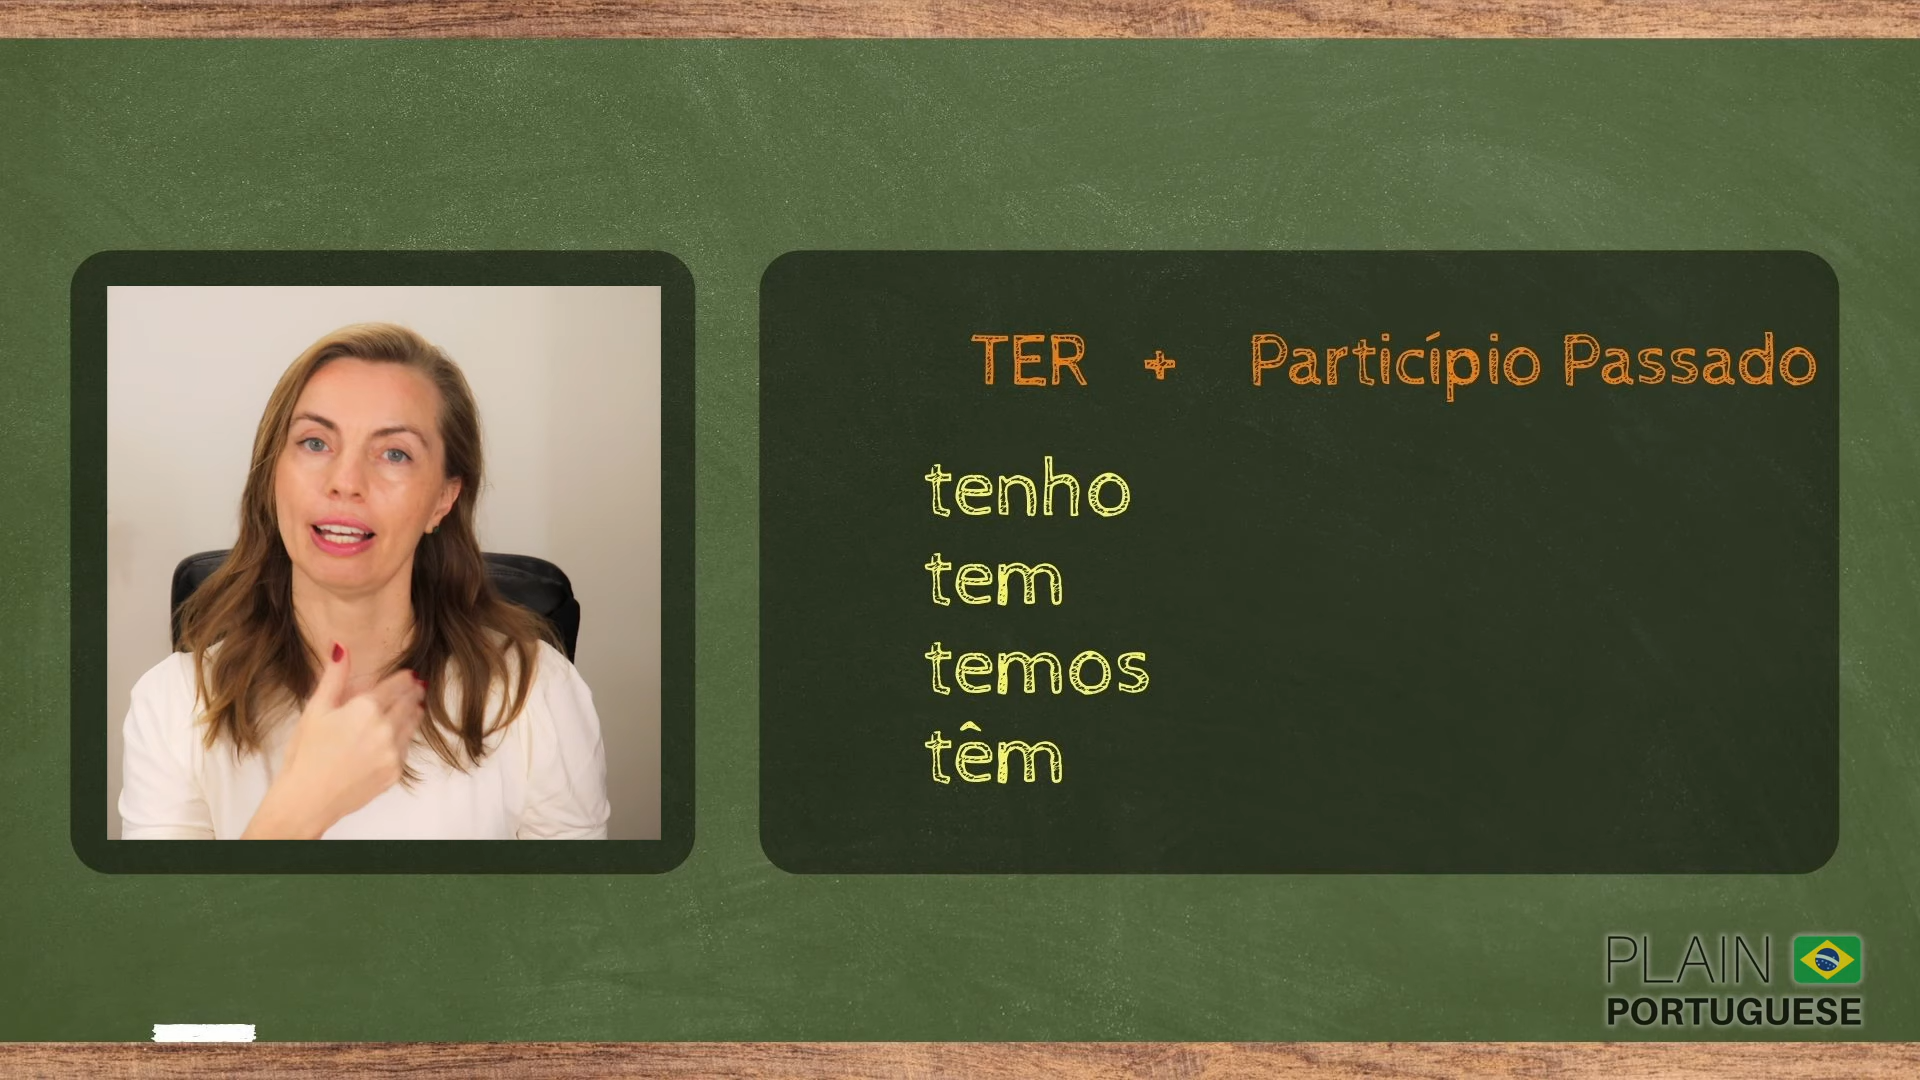 TER + Particípio Passado
tenho
tem
temos
têm
PLAIN
PORTUGUESE